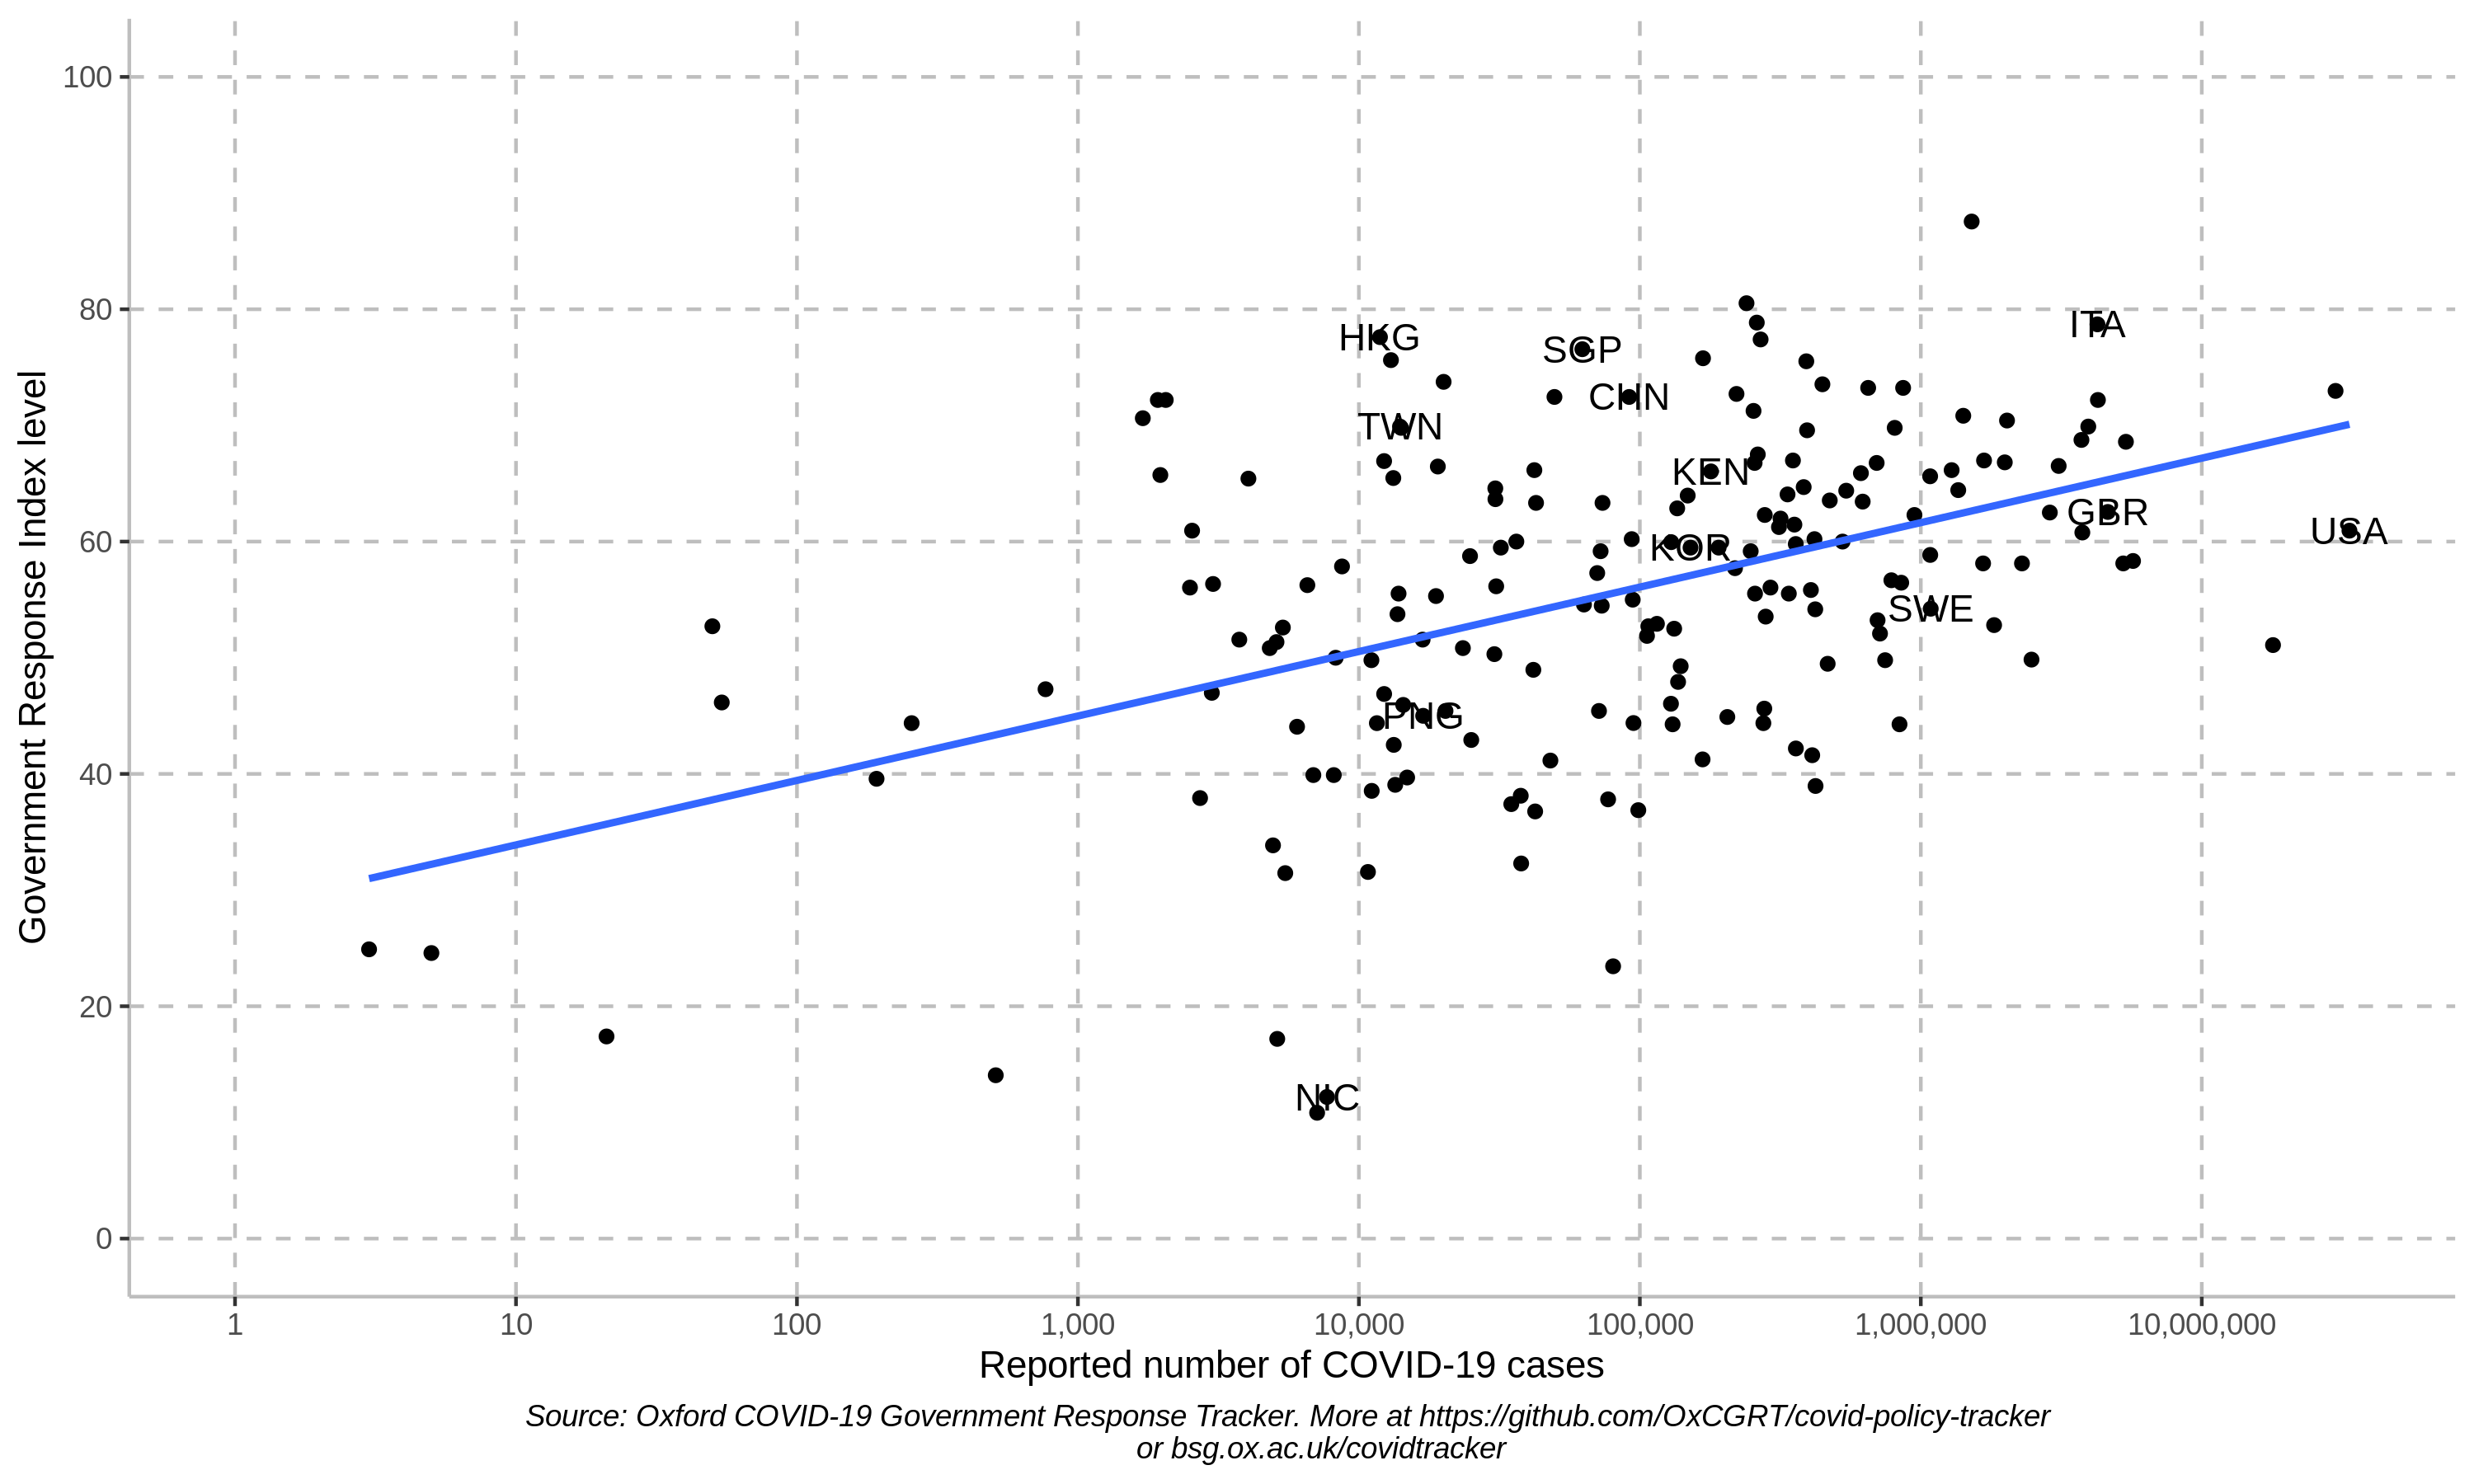 100
80
60
40
20
0
Government Response Index level
HKG
SGP
ITA
CHN
TWN
KEN
GBR
USA
KOR
SWE
PNG
NIC
1 10 100 1,000 10,000 100,000 1,000,000 10,000,000
Reported number of COVID-19 cases
Source: Oxford COVID-19 Government Response Tracker. More at https://github.com/OxCGRT/covid-policy-tracker
or bsg.ox.ac.uk/covidtracker